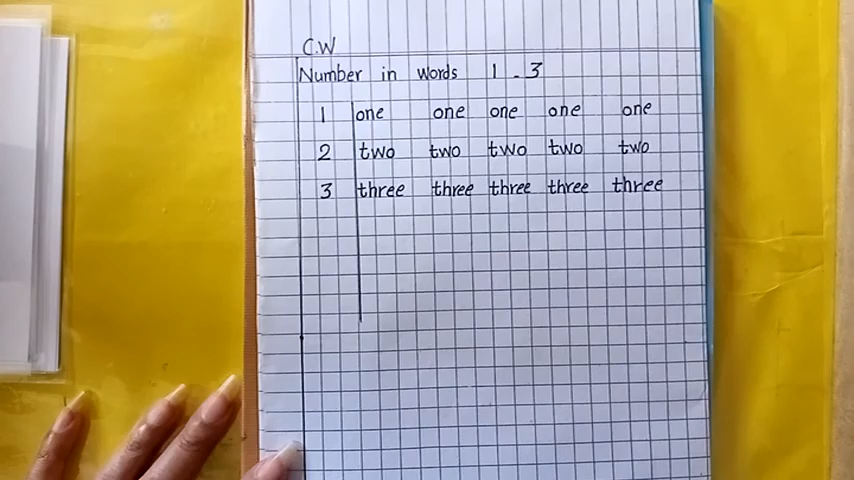 C.W
Number in words 1 - 3
1 one one one one one
2 two two two two two
3 three three three three three